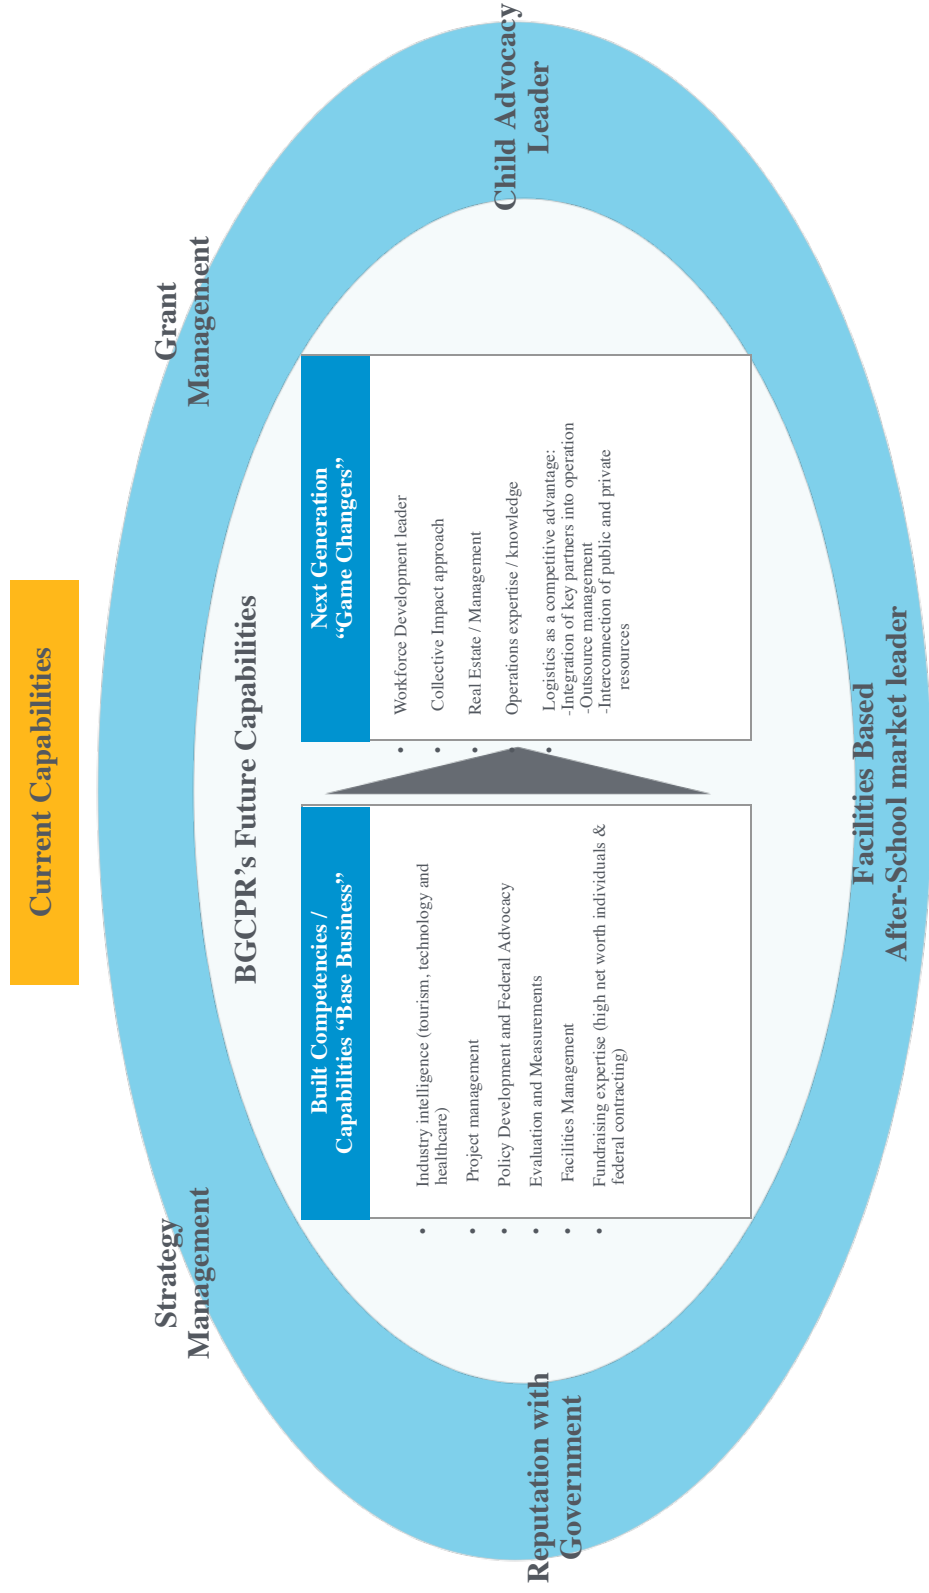 Current Capabilities
Strategy
Management
Grant
Management
BGCPR’s Future Capabilities
Reputation with
Government
Child Advocacy
Leader
Built Competencies /
Capabilities “Base Business”
• Industry intelligence (tourism, technology and
healthcare)
• Project management
• Policy Development and Federal Advocacy
• Evaluation and Measurements
• Facilities Management
• Fundraising expertise (high net worth individuals &
federal contracting)
Next Generation
“Game Changers”
• Workforce Development leader
• Collective Impact approach
• Real Estate / Management
• Operations expertise / knowledge
• Logistics as a competitive advantage:
-Integration of key partners into operation
-Outsource management
-Interconnection of public and private
resources
Facilities Based
After-School market leader